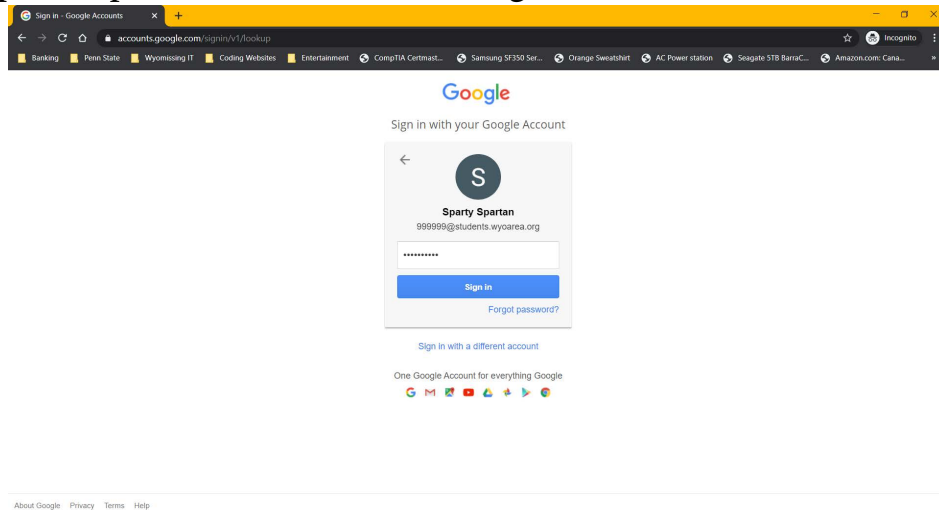 Sign in - Google Accounts
accounts.google.com/signin/v1/lookup
Incognito
Banking Penn State Wyomissing IT Coding Websites Entertainment CompTIA Certmast... Samsung SF350 Ser... Orange Sweatshirt AC Power station Seagate 5TB BarraC... Amazon.com: Cana... »
Google
Sign in with your Google Account
S
Sparty Spartan
999999@students.wyoarea.org
••••••••••
Sign in
Forgot password?
Sign in with a different account
One Google Account for everything Google
About Google Privacy Terms Help